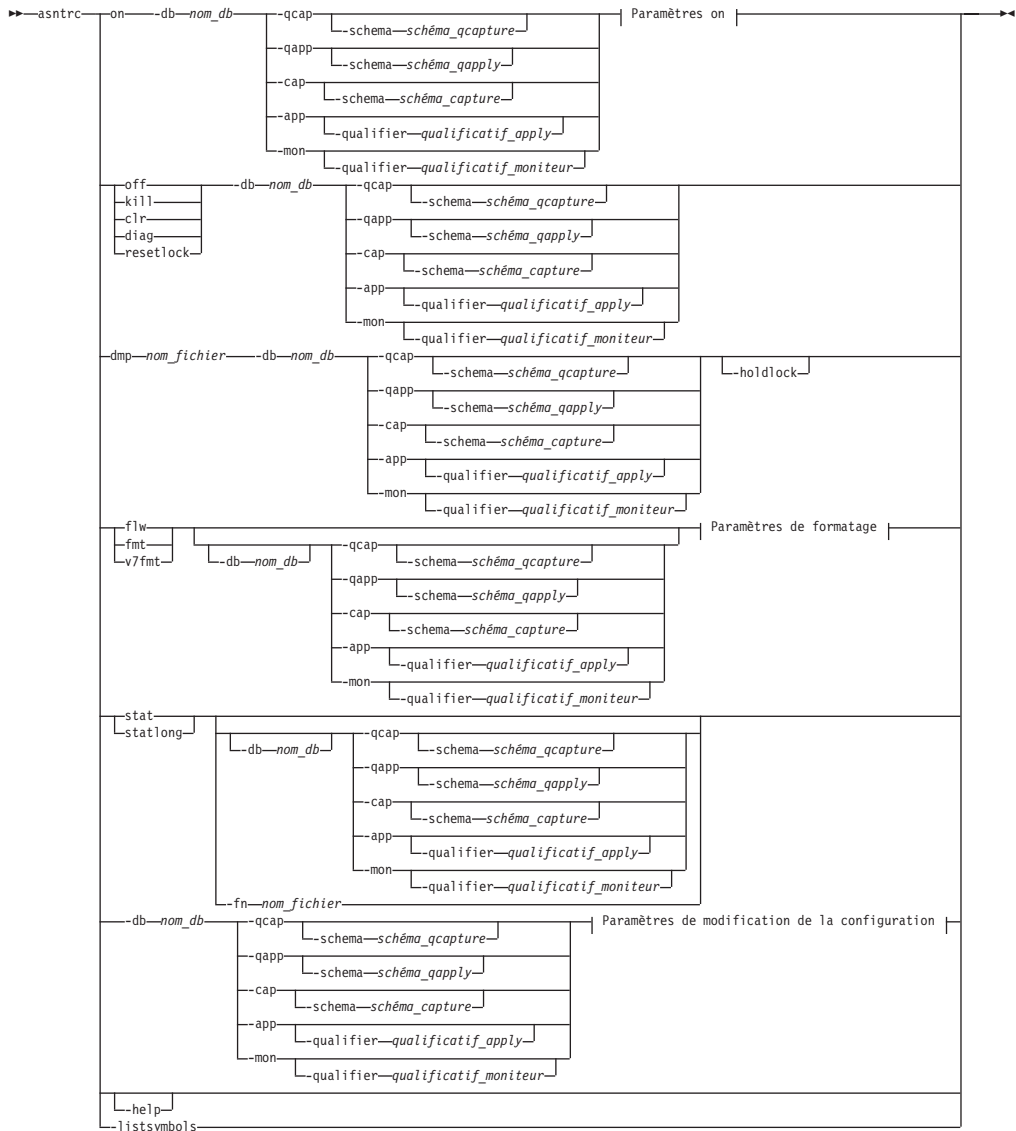 asntrc on -db nom_db -qcap Paramètres on
-schema schéma_qcapture
-qapp
-schema schéma_qapply
-cap
-schema schéma_capture
-app
-qualifier qualificatif_apply
-mon
-qualifier qualificatif_moniteur
off -db nom_db -qcap
kill -schema schéma_qcapture
clr -qapp
diag -schema schéma_qapply
resetlock -cap
-schema schéma_capture
-app
-qualifier qualificatif_apply
-mon
-qualifier qualificatif_moniteur
dmp nom_fichier -db nom_db -qcap
-schema schéma_qcapture -holdlock
-qapp
-schema schéma_qapply
-cap
-schema schéma_capture
-app
-qualifier qualificatif_apply
-mon
-qualifier qualificatif_moniteur
flw Paramètres de formatage
fmt -qcap
v7fmt -db nom_db -schema schéma_qcapture
-qapp
-schema schéma_qapply
-cap
-schema schéma_capture
-app
-qualifier qualificatif_apply
-mon
-qualifier qualificatif_moniteur
stat
statlong -qcap
-db nom_db -schema schéma_qcapture
-qapp
-schema schéma_qapply
-cap
-schema schéma_capture
-app
-qualifier qualificatif_apply
-mon
-qualifier qualificatif_moniteur
-fn nom_fichier
-db nom_db -qcap Paramètres de modification de la configuration
-schema schéma_qcapture
-qapp
-schema schéma_qapply
-cap
-schema schéma_capture
-app
-qualifier qualificatif_apply
-mon
-qualifier qualificatif_moniteur
-help
-listsymbols